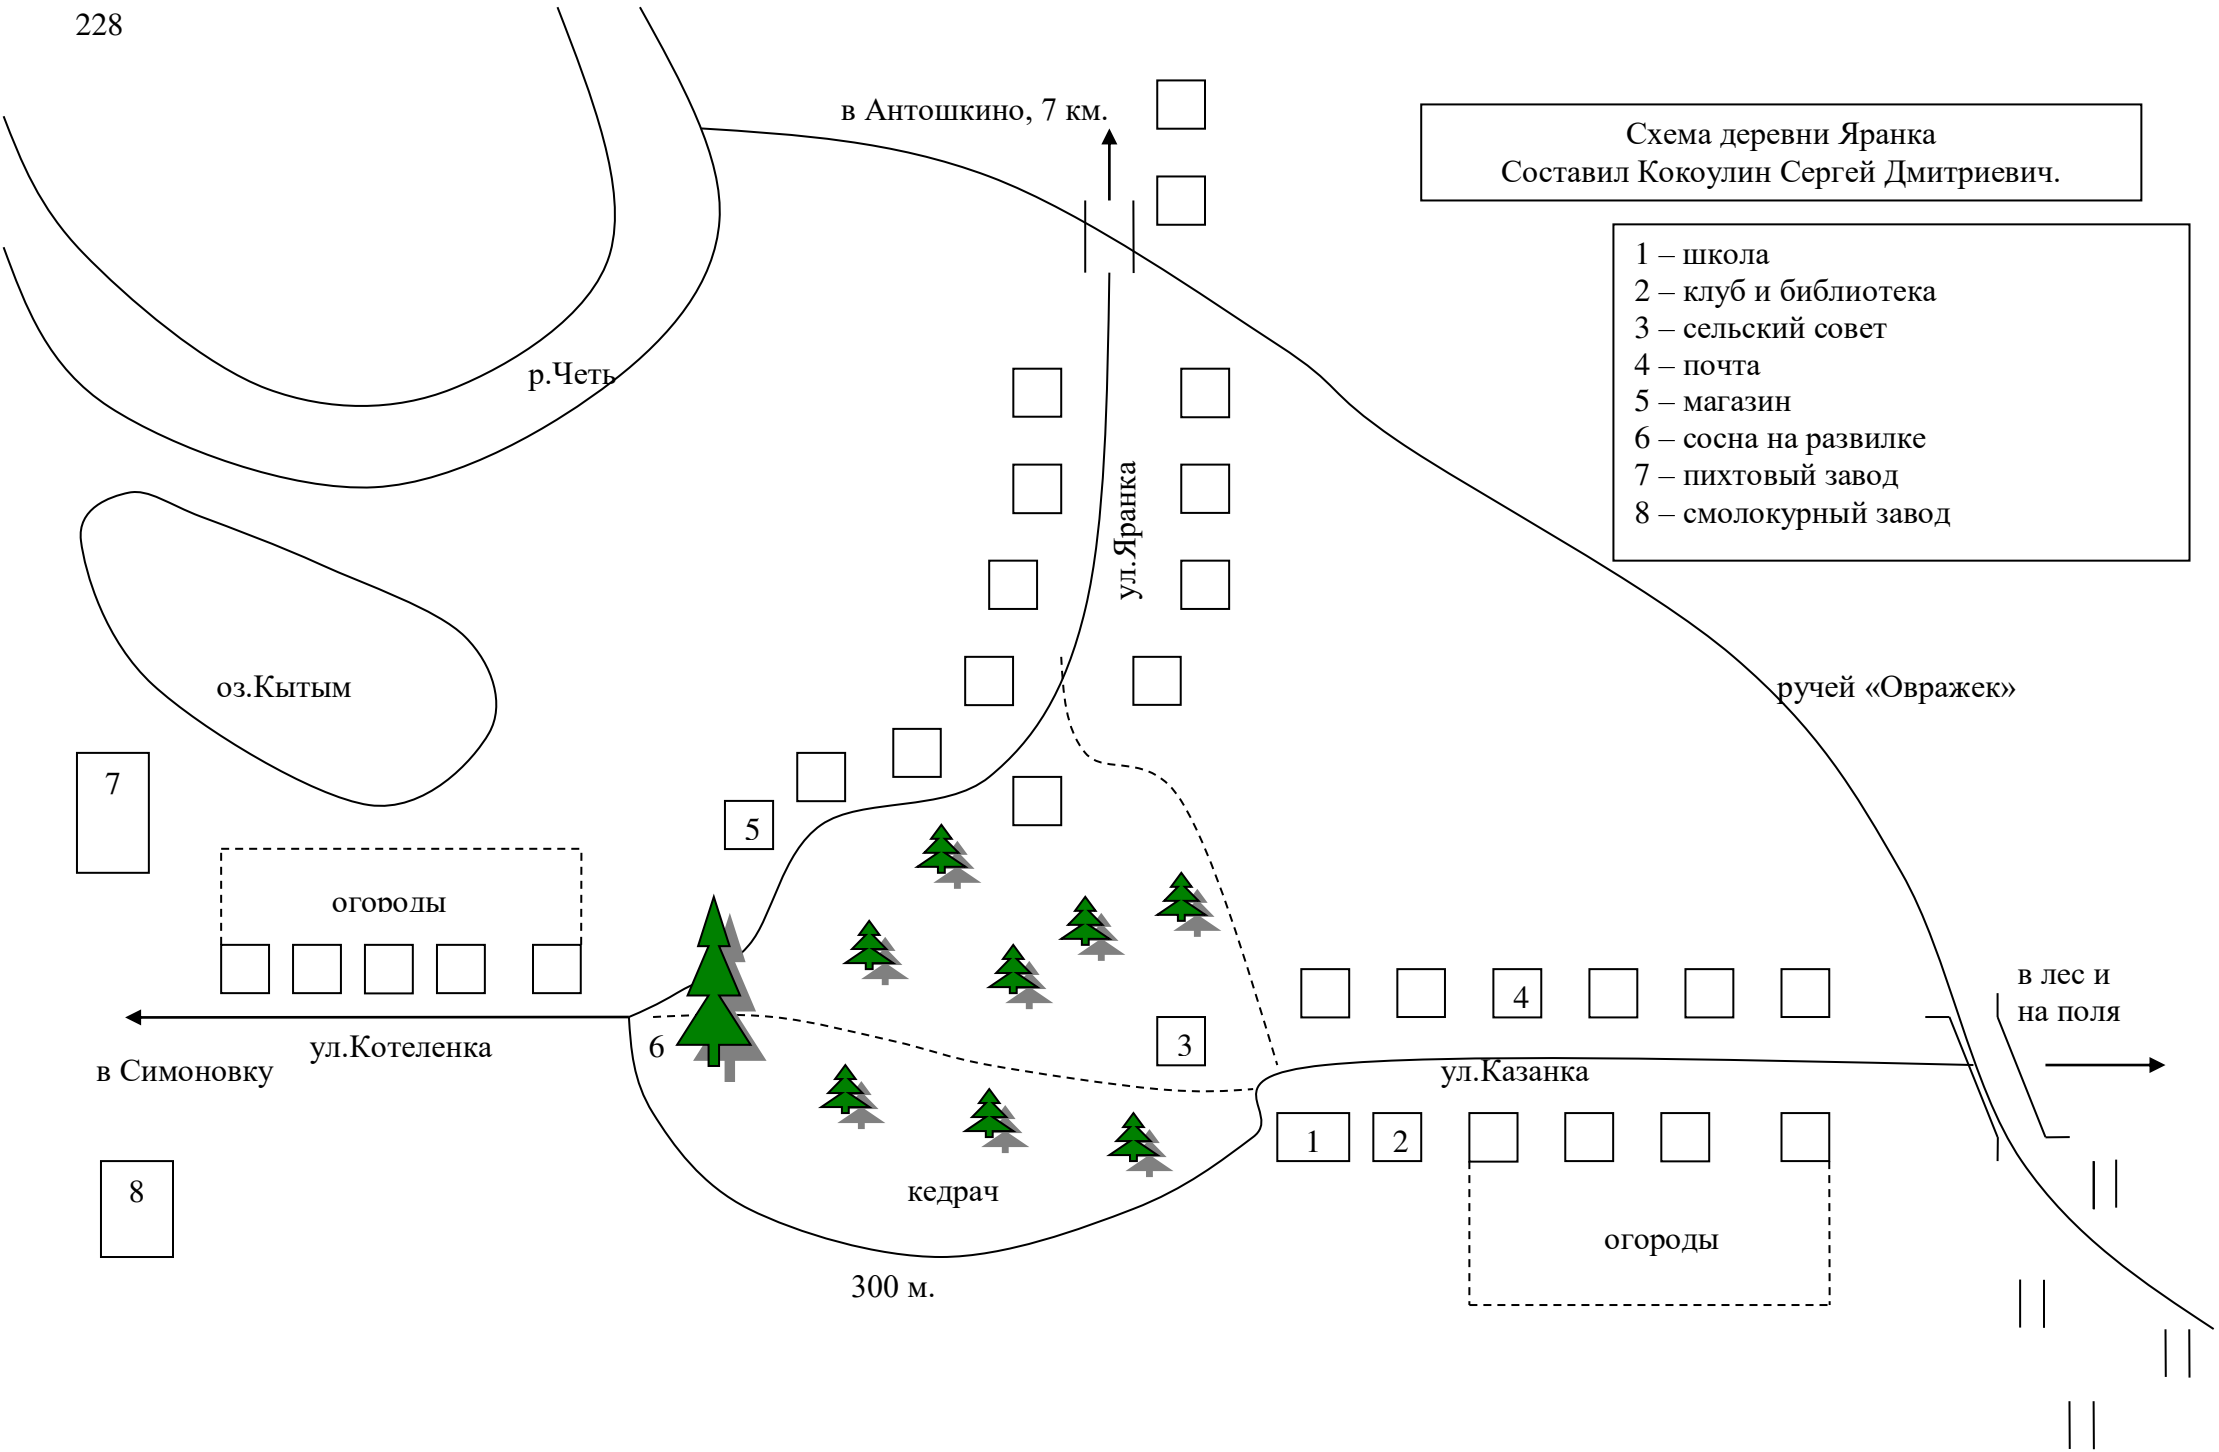 228
в Антошкино, 7 км.
Схема деревни Яранка
Составил Кокоулин Сергей Дмитриевич.
1 – школа
2 – клуб и библиотека
3 – сельский совет
4 – почта
5 – магазин
6 – сосна на развилке
7 – пихтовый завод
8 – смолокурный завод
р.Четь
ул.Яранка
оз.Кытым
ручей «Овражек»
7
5
огороды
4
в лес и
на поля
3
6
ул.Котеленка
в Симоновку
ул.Казанка
1
2
8
кедрач
огороды
300 м.